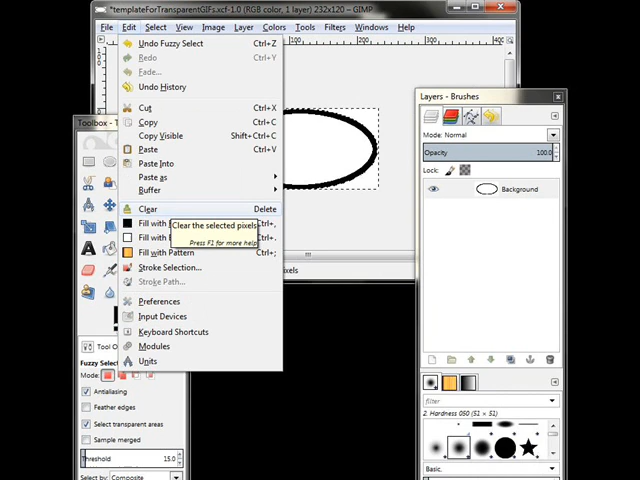 *templateForTransparentGIFs.xcf-1.0 (RGB color, 1 layer) 232x120 – GIMP
File Edit Select View Image Layer Colors Tools Filters Windows Help
100 200
Undo Fuzzy Select Ctrl+Z
Redo Ctrl+Y
Fade...
Undo History
Cut Ctrl+X
Copy Ctrl+C
Copy Visible Shift+Ctrl+C
Paste Ctrl+V
Paste Into
Paste as
Buffer
Clear Delete
Fill with Ctrl+,
Fill with Ctrl+.
Fill with Pattern Ctrl+;
Clear the selected pixels
Press F1 for more help
Stroke Selection...
Stroke Path...
Preferences
Input Devices
Keyboard Shortcuts
Modules
Units
Toolbox -
Tool
Fuzzy Select
Mode:
Antialiasing
Feather edges
Select transparent areas
Sample merged
Threshold 15.0
Select by: Composite
Layers - Brushes
Mode: Normal
Opacity 100.0
Lock:
Background
filter
2. Hardness 050 (51 × 51)
Basic,